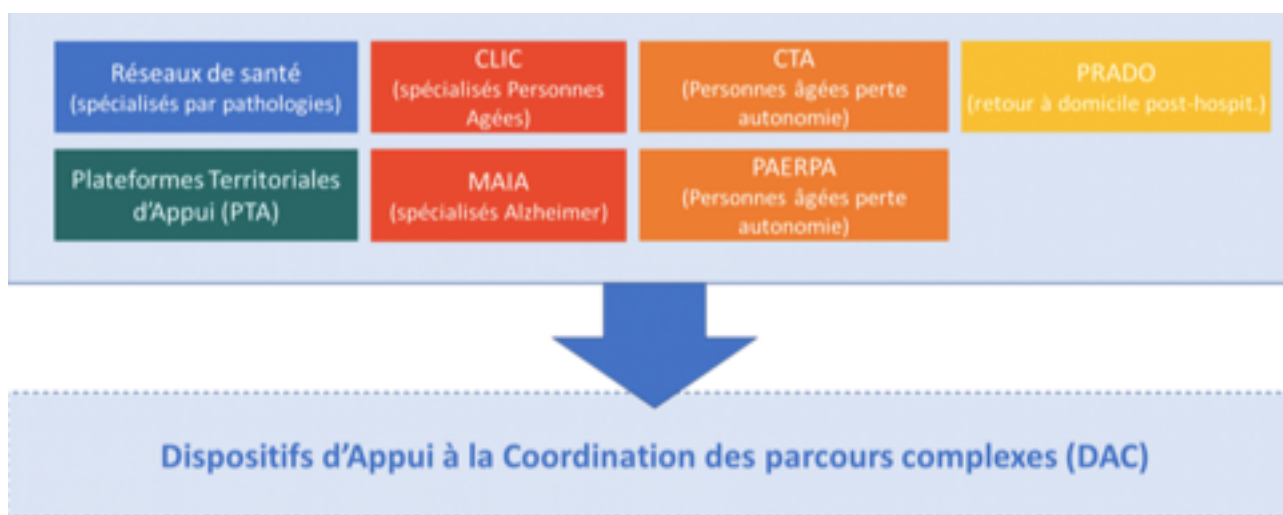 Réseaux de santé
(spécialisés par pathologies)
CLIC
(spécialisés Personnes
Agées)
CTA
(Personnes âgées perte
autonomie)
PRADO
(retour à domicile post-hospit.)
Plateformes Territoriales
d'Appui (PTA)
MAIA
(spécialisés Alzheimer)
PAERPA
(Personnes âgées perte
autonomie)
Dispositifs d'Appui à la Coordination des parcours complexes (DAC)